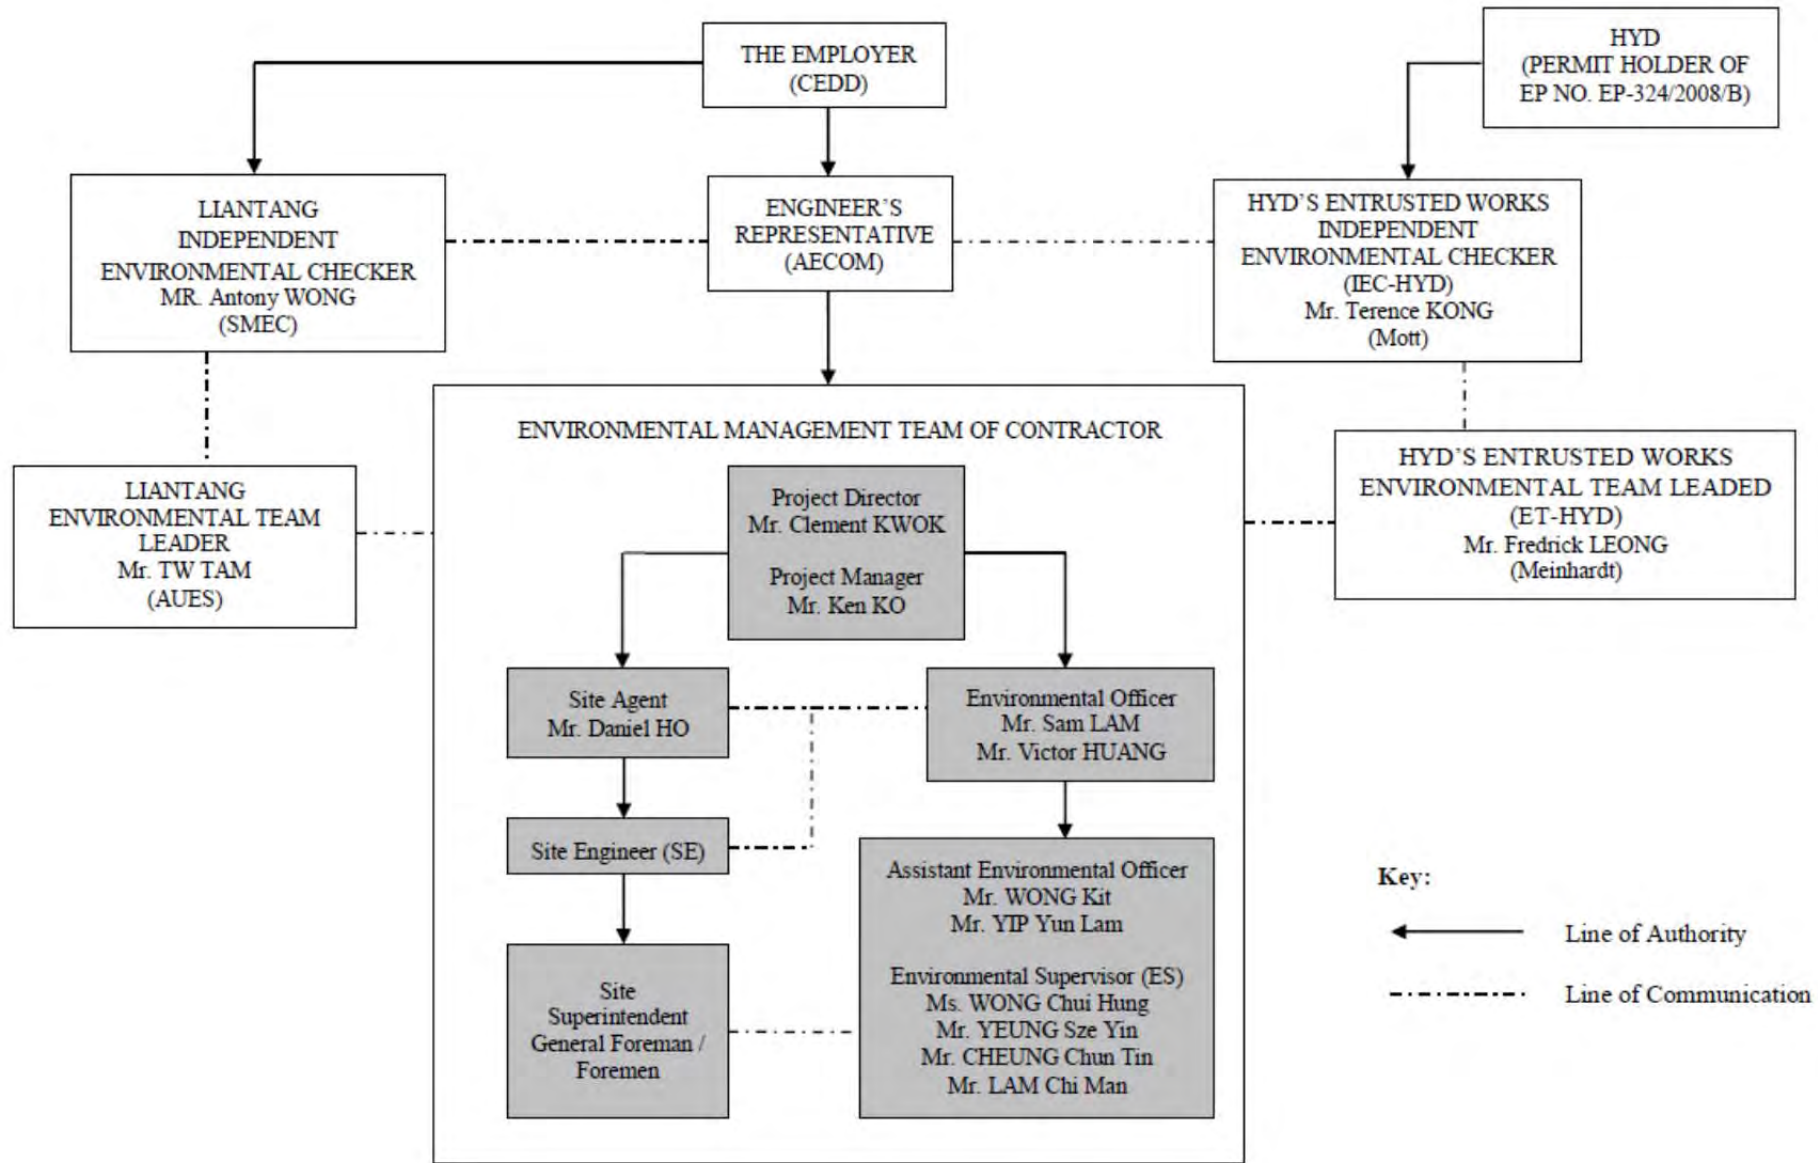 THE EMPLOYER
(CEDD)
HYD
(PERMIT HOLDER OF
EP NO. EP-324/2008/B)
LIANTANG
INDEPENDENT
ENVIRONMENTAL CHECKER
MR. Antony WONG
(SMEC)
ENGINEER'S
REPRESENTATIVE
(AECOM)
HYD'S ENTRUSTED WORKS
INDEPENDENT
ENVIRONMENTAL CHECKER
(IEC-HYD)
Mr. Terence KONG
(Mott)
ENVIRONMENTAL MANAGEMENT TEAM OF CONTRACTOR
LIANTANG
ENVIRONMENTAL TEAM
LEADER
Mr. TW TAM
(AUES)
HYD'S ENTRUSTED WORKS
ENVIRONMENTAL TEAM LEADED
(ET-HYD)
Mr. Fredrick LEONG
(Meinhardt)
Project Director
Mr. Clement KWOK
Project Manager
Mr. Ken KO
Site Agent
Mr. Daniel HO
Environmental Officer
Mr. Sam LAM
Mr. Victor HUANG
Site Engineer (SE)
Assistant Environmental Officer
Mr. WONG Kit
Mr. YIP Yun Lam
Environmental Supervisor (ES)
Ms. WONG Chui Hung
Mr. YEUNG Sze Yin
Mr. CHEUNG Chun Tin
Mr. LAM Chi Man
Site
Superintendent
General Foreman /
Foremen
Key:
Line of Authority
Line of Communication